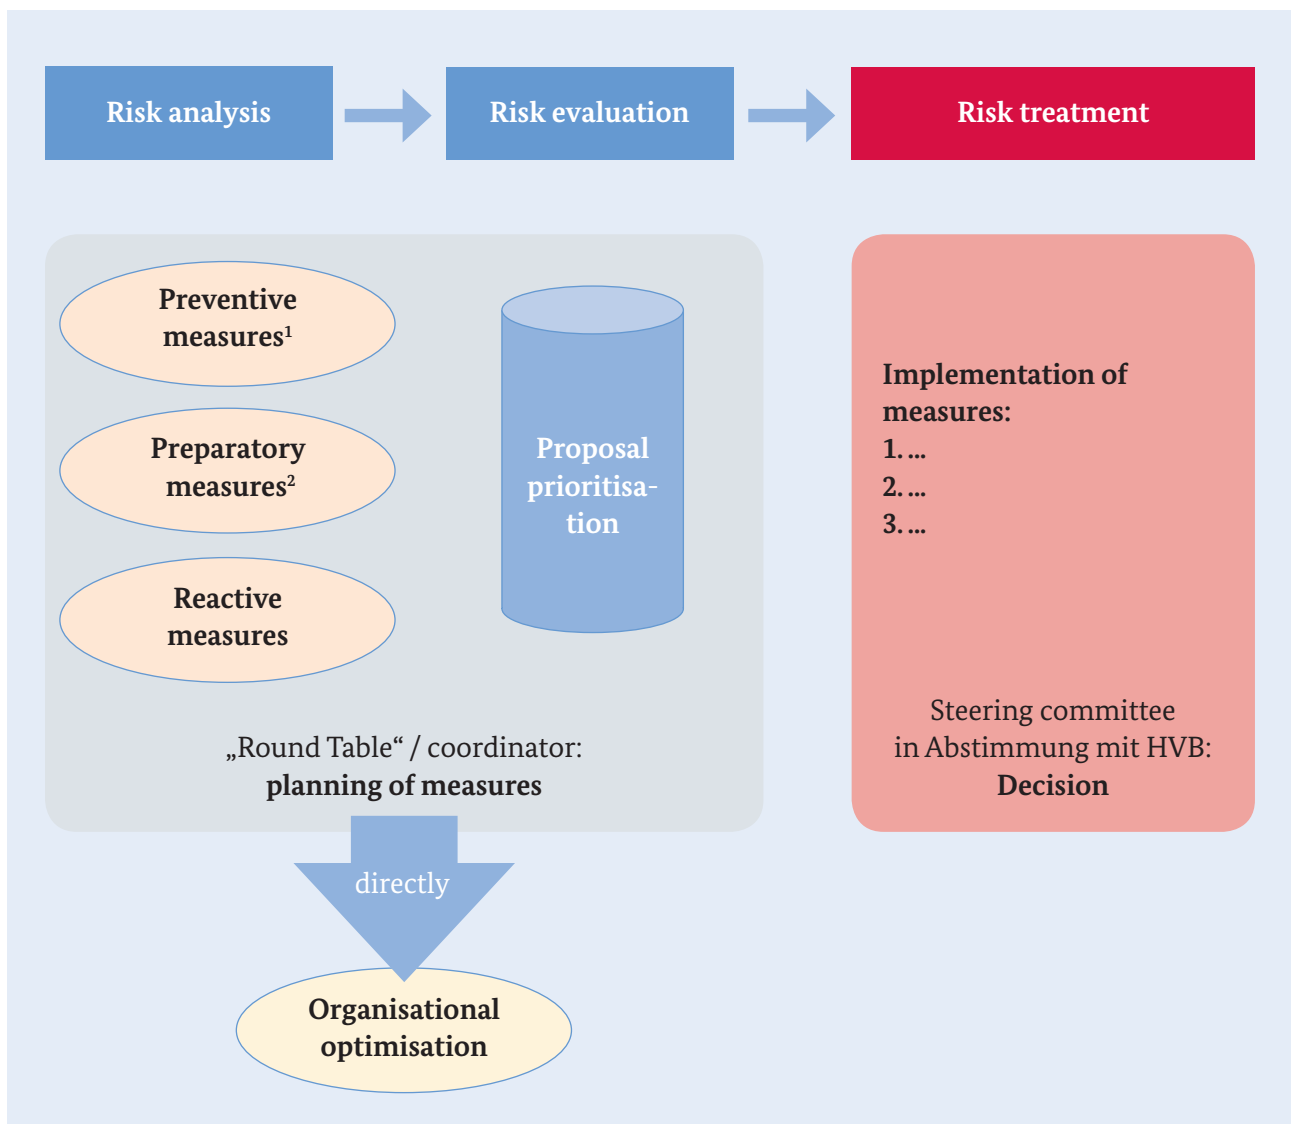 Risk analysis
Risk evaluation
Risk treatment
Preventive
measures¹
Preparatory
measures²
Reactive
measures
Proposal
prioritisa-
tion
„Round Table“ / coordinator:
planning of measures
Implementation of
measures:
1. ...
2. ...
3. ...
Steering committee
in Abstimmung mit HVB:
Decision
directly
Organisational
optimisation